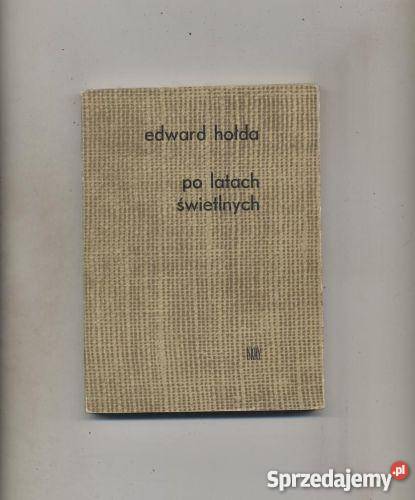 edward hołda
po latach
świetlnych
Sprzedajemy.pl